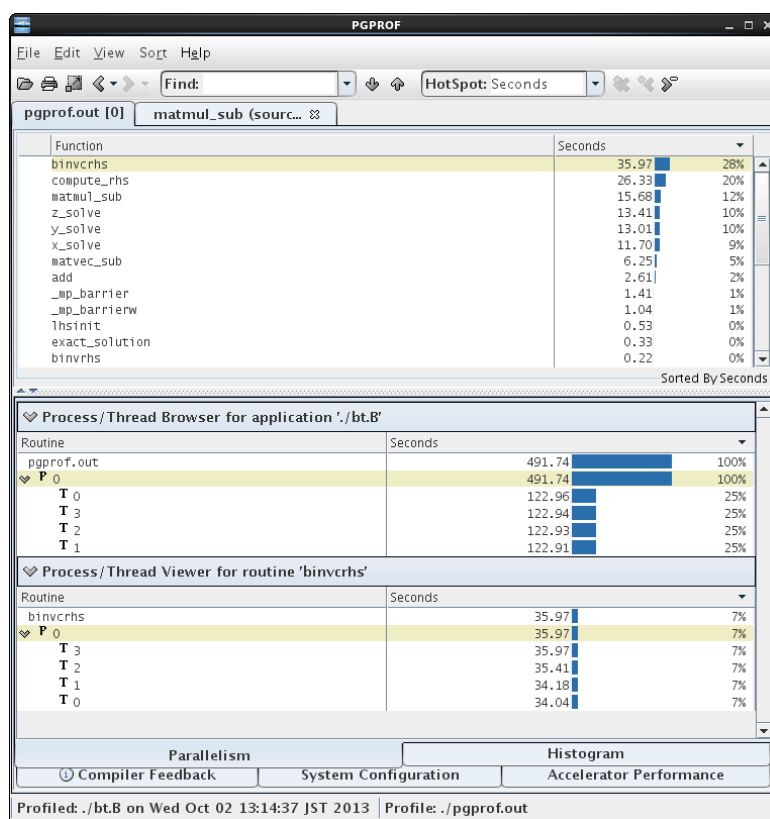 PGPROF
File Edit View Sort Help
Find: HotSpot: Seconds
pgprof.out [0] matmul_sub (sourc...
Function Seconds
binvcrhs 35.97 28%
compute_rhs 26.33 20%
matmul_sub 15.68 12%
z_solve 13.41 10%
y_solve 13.01 10%
x_solve 11.70 9%
matvec_sub 6.25 5%
add 2.61 2%
_mp_barrier 1.41 1%
_mp_barrierw 1.04 1%
lhsinit 0.53 0%
exact_solution 0.33 0%
binvrhs 0.22 0%
Sorted By Seconds
Process/Thread Browser for application './bt.B'
Routine Seconds
pgprof.out 491.74 100%
P 0 491.74 100%
T 0 122.96 25%
T 3 122.94 25%
T 2 122.93 25%
T 1 122.91 25%
Process/Thread Viewer for routine 'binvcrhs'
Routine Seconds
binvcrhs 35.97 7%
P 0 35.97 7%
T 3 35.97 7%
T 2 35.41 7%
T 1 34.18 7%
T 0 34.04 7%
Parallelism Histogram
Compiler Feedback System Configuration Accelerator Performance
Profiled: ./bt.B on Wed Oct 02 13:14:37 JST 2013 Profile: ./pgprof.out